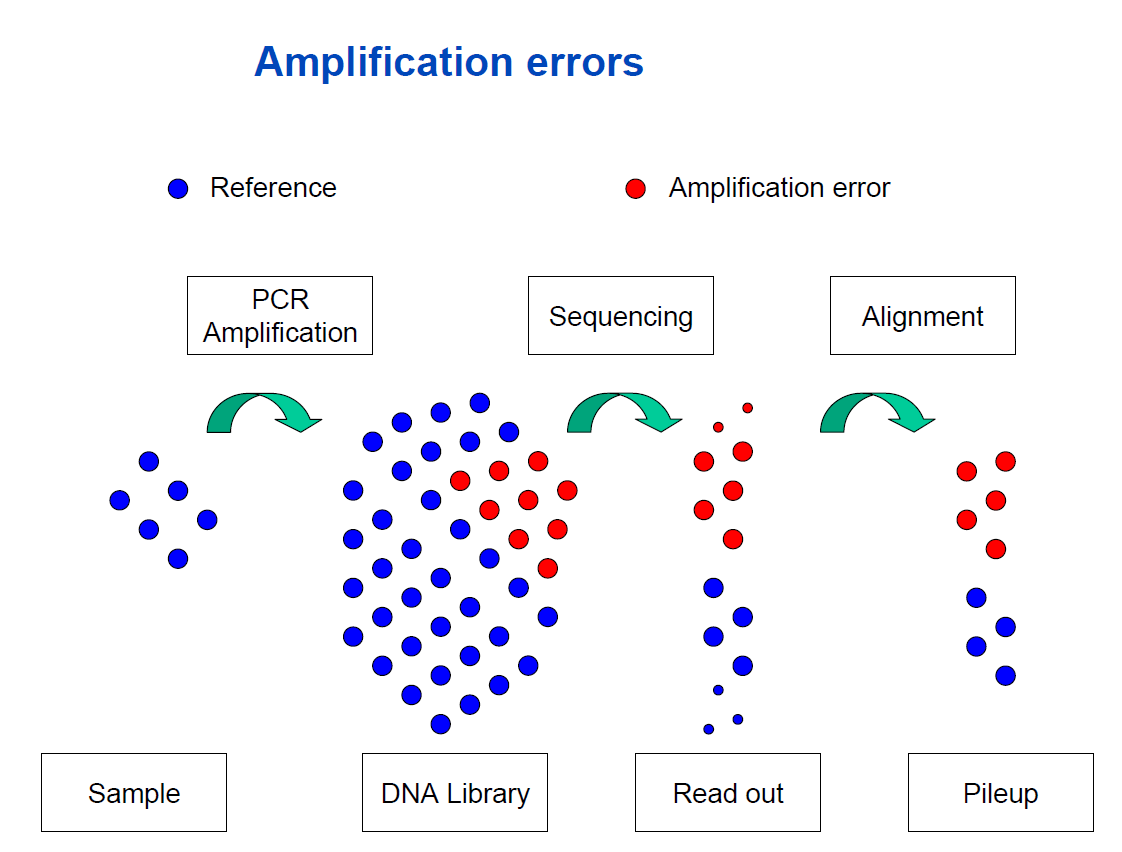 Amplification errors
Reference
Amplification error
PCR
Amplification
Sequencing
Alignment
Sample
DNA Library
Read out
Pileup